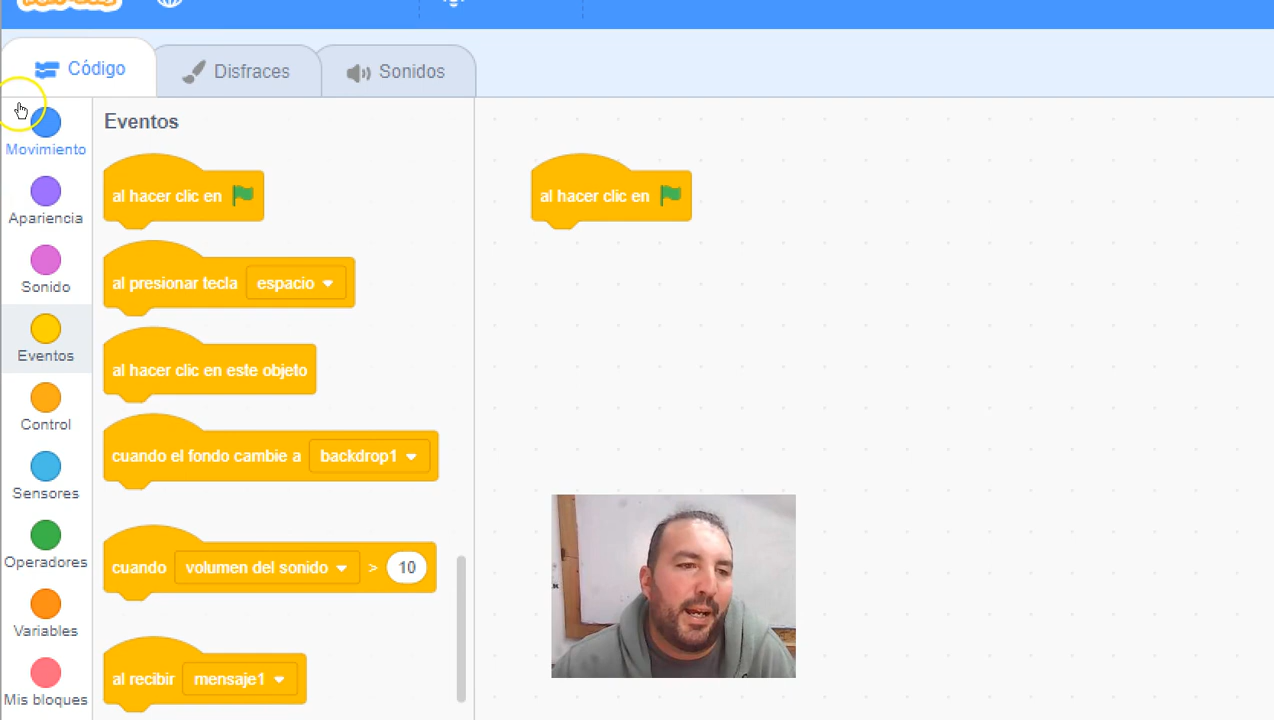 Código
Disfraces
Sonidos
Movimiento
Apariencia
Sonido
Eventos
Control
Sensores
Operadores
Variables
Mis bloques
Eventos
al hacer clic en
al presionar tecla espacio
al hacer clic en este objeto
cuando el fondo cambie a backdrop1
cuando volumen del sonido > 10
al recibir mensaje1
al hacer clic en